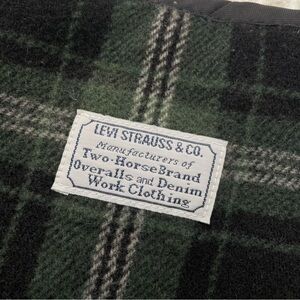 LEVI STRAUSS & CO.
Manufacturers of
Two-Horse Brand
Overalls and Denim
Work Clothing